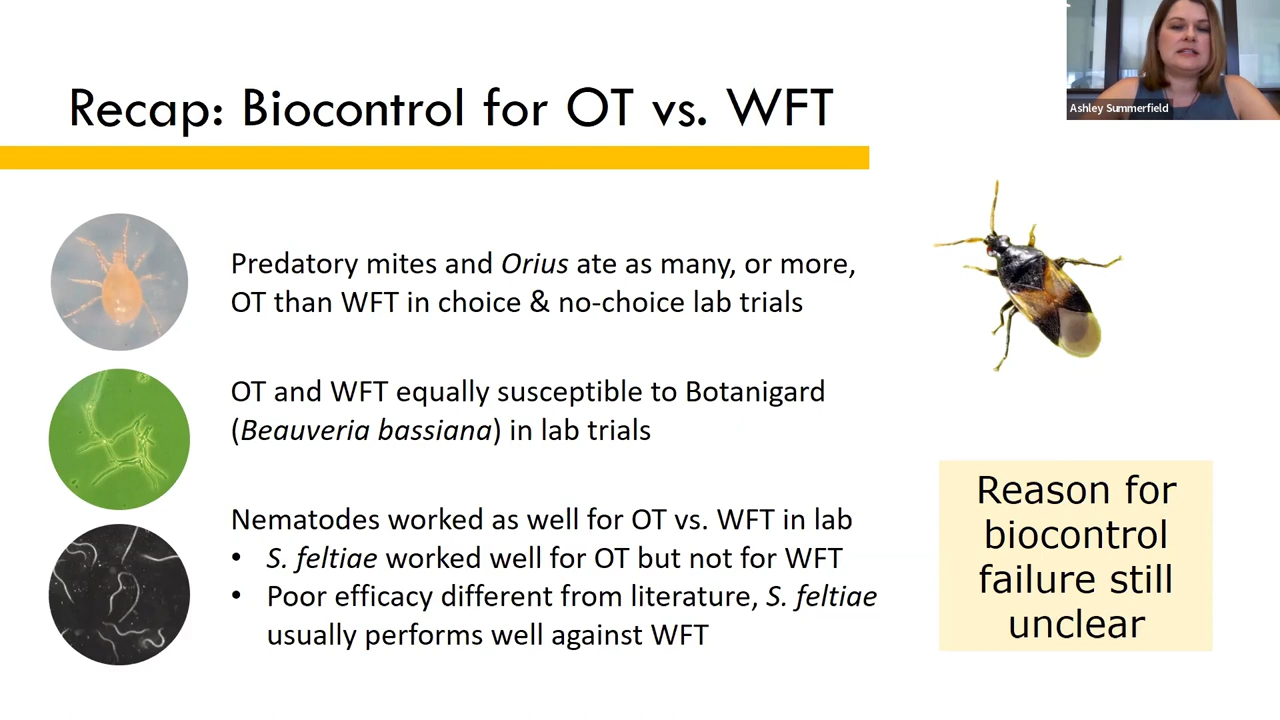 Ashley Summerfield
Recap: Biocontrol for OT vs. WFT
Predatory mites and Orius ate as many, or more,
OT than WFT in choice & no-choice lab trials
OT and WFT equally susceptible to Botanigard
(Beauveria bassiana) in lab trials
Nematodes worked as well for OT vs. WFT in lab
• S. feltiae worked well for OT but not for WFT
• Poor efficacy different from literature, S. feltiae
usually performs well against WFT
Reason for
biocontrol
failure still
unclear